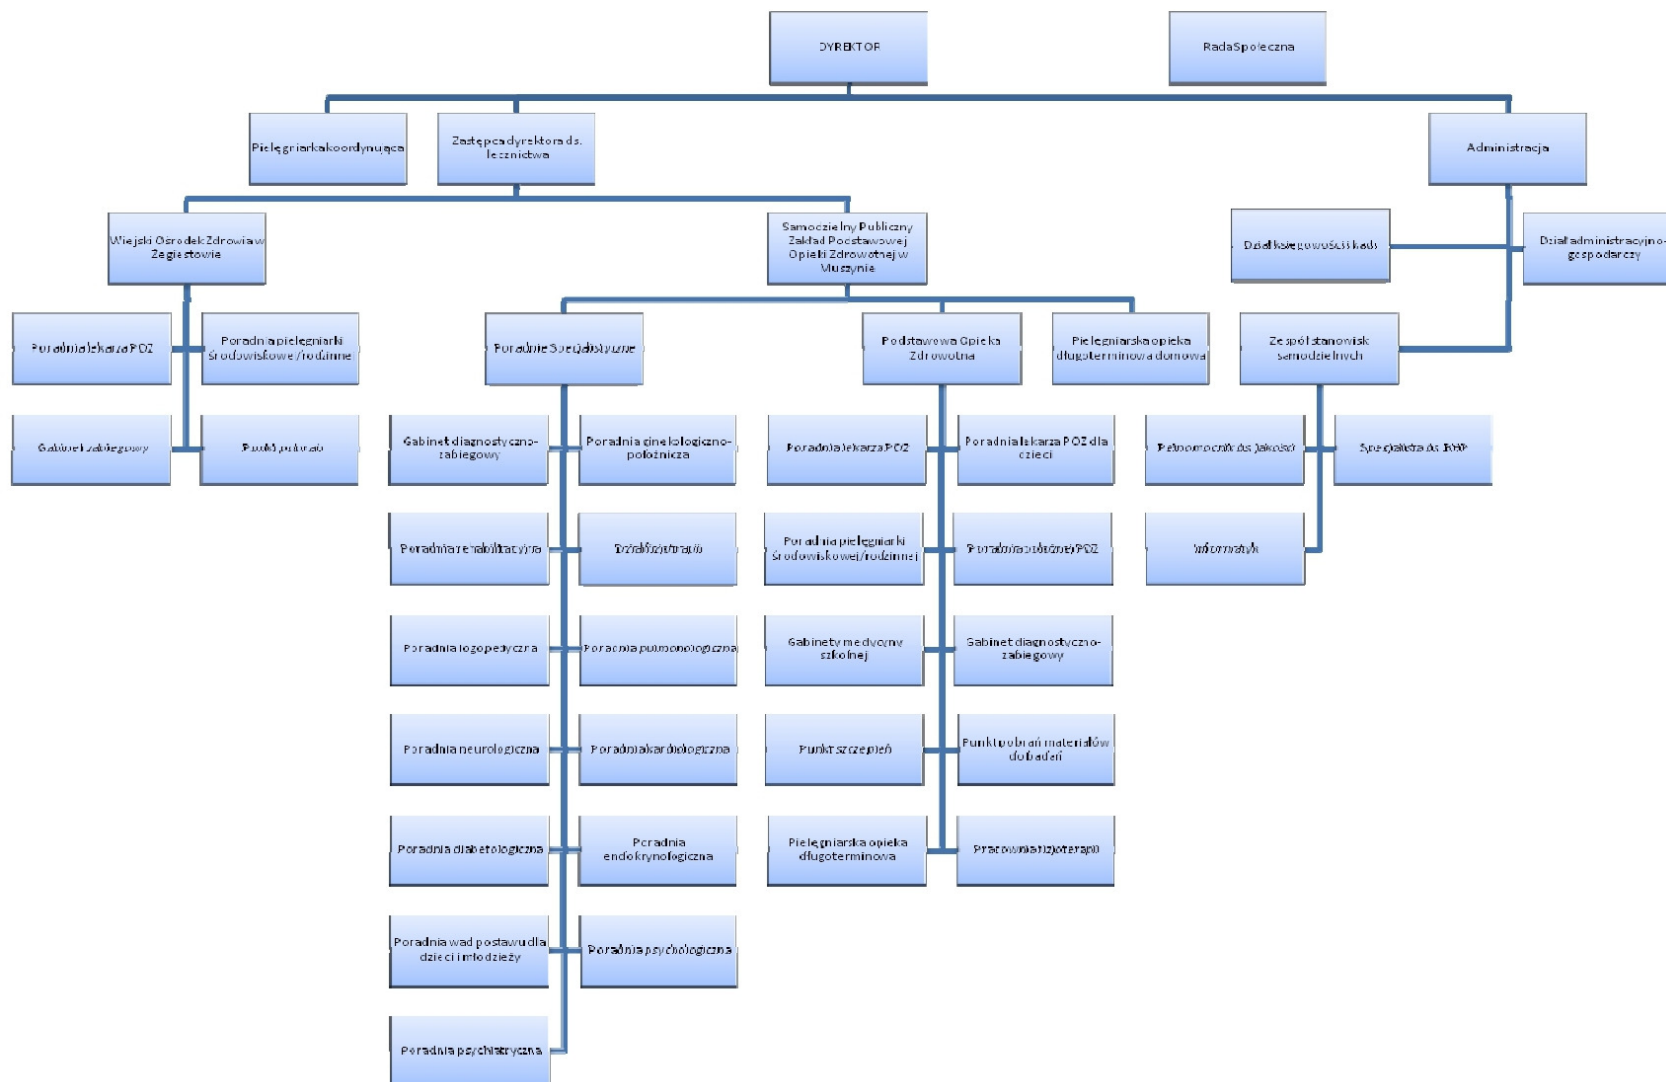 DYREKTOR
Rada Społeczna
Pielęgniarka koordynująca
Zastępca dyrektora ds.
lecznictwa
Administracja
Wiejski Ośrodek Zdrowia w
Zegiestowie
Samodzielny Publiczny
Zakład Podstawowej
Opieki Zdrowotnej w
Muszynie
Dział księgowości i kadr
Dział administracyjno-
gospodarczy
Poradnia lekarza POZ
Poradnia pielęgniarki
środowiskowej/rodzinnej
Poradnie Specjalistyczne
Podstawowa Opieka
Zdrowotna
Pielęgniarska opieka
długoterminowa domowa
Zespół stanowisk
samodzielnych
Gabinet zabiegowy
Punkt pobrań
Gabinet diagnostyczno-
zabiegowy
Poradnia ginekologiczno-
położnicza
Poradnia lekarza POZ
Poradnia lekarza POZ dla
dzieci
Pełnomocnik ds. jakości
Specjalista ds. BHP
Poradnia rehabilitacyjna
Dział fizjoterapii
Poradnia pielęgniarki
środowiskowej/rodzinnej
Poradnia położnej POZ
Informatyk
Poradnia logopedyczna
Poradnia pulmonologiczna
Gabinety medycyny
szkolnej
Gabinet diagnostyczno-
zabiegowy
Poradnia neurologiczna
Poradnia kardiologiczna
Punkt szczepień
Punkt pobrań materiałów
do badań
Poradnia diabetologiczna
Poradnia
endokrynologiczna
Pielęgniarska opieka
długoterminowa
Pracownia fizjoterapii
Poradnia wad postawu dla
dzieci i młodzieży
Poradnia psychologiczna
Poradnia psychiatryczna